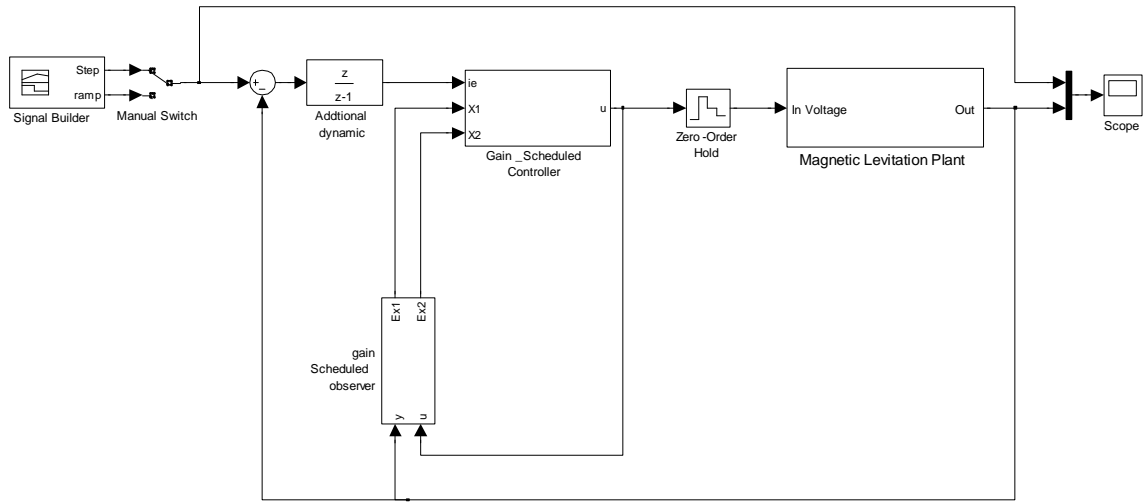 Step
ramp
Signal Builder
Manual Switch
+
−
z
z-1
Addtional
dynamic
ie
X1
X2
u
Gain _Scheduled
Controller
Zero -Order
Hold
In Voltage
Out
Magnetic Levitation Plant
Scope
Ex1
Ex2
y
u
gain
Scheduled
observer